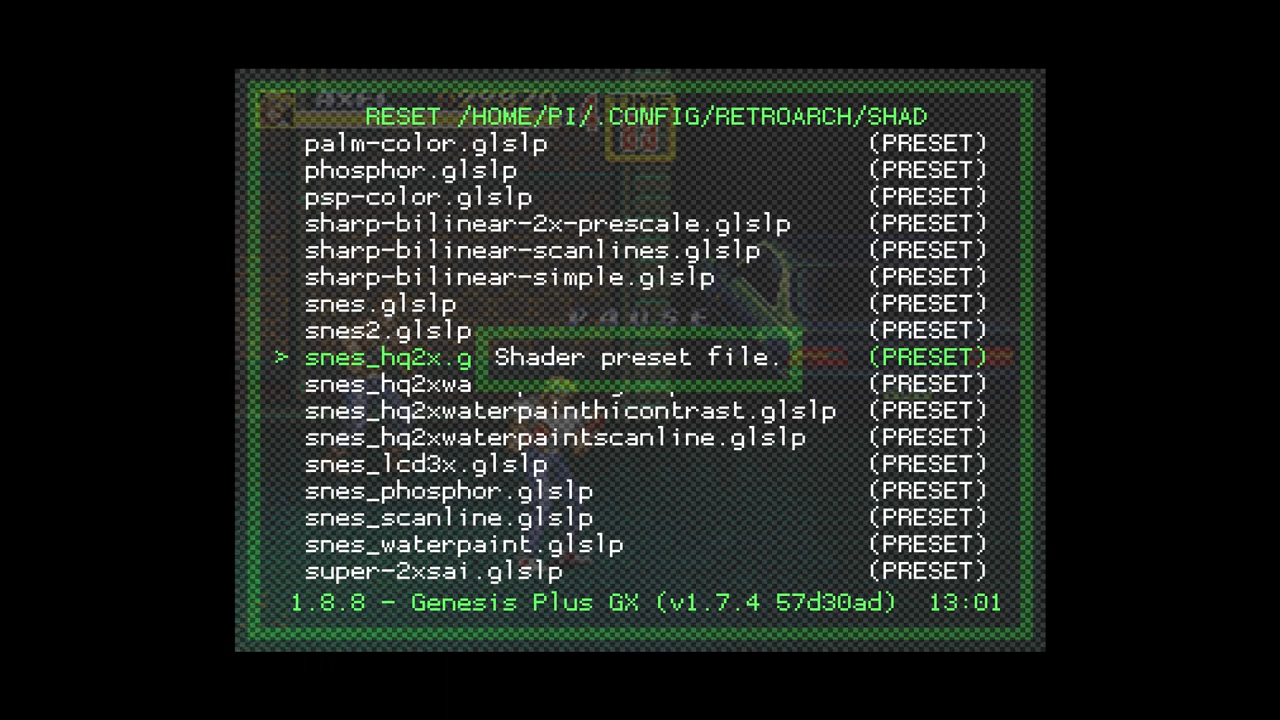 RESET /HOME/PI/.CONFIG/RETROARCH/SHAD
palm-color.glslp (PRESET)
phosphor.glslp (PRESET)
psp-color.glslp (PRESET)
sharp-bilinear-2x-prescale.glslp (PRESET)
sharp-bilinear-scanlines.glslp (PRESET)
sharp-bilinear-simple.glslp (PRESET)
snes.glslp (PRESET)
PAUSE
snes2.glslp (PRESET)
> snes_hq2x.g Shader preset file. (PRESET)
snes_hq2xwa (PRESET)
snes_hq2xwaterpainthicontrast.glslp (PRESET)
snes_hq2xwaterpaintscanline.glslp (PRESET)
snes_lcd3x.glslp (PRESET)
snes_phosphor.glslp (PRESET)
snes_scanline.glslp (PRESET)
snes_waterpaint.glslp (PRESET)
super-2xsai.glslp (PRESET)
1.8.8 - Genesis Plus GX (v1.7.4 57d30ad) 13:01